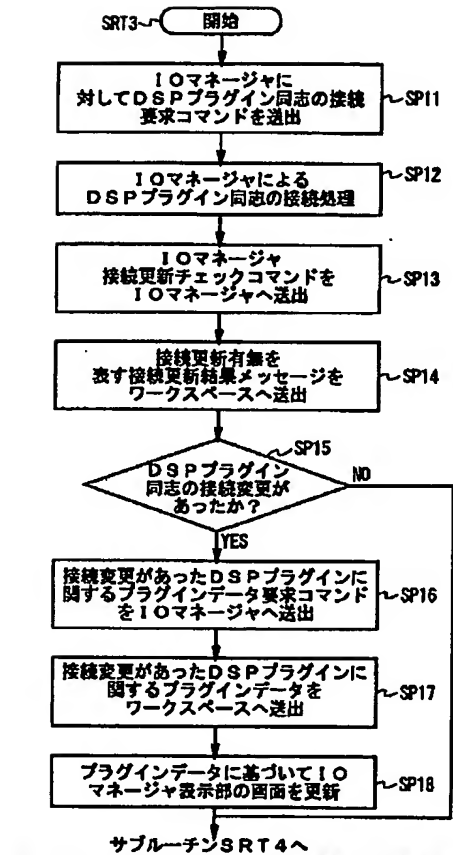 SRT3
開始
IOマネージャに
対してDSPプラグイン同志の接続
要求コマンドを送出
SP11
IOマネージャによる
DSPプラグイン同志の接続処理
SP12
IOマネージャ
接続更新チェックコマンドを
IOマネージャへ送出
SP13
接続更新有無を
表す接続更新結果メッセージを
ワークスペースへ送出
SP14
SP15
DSPプラグイン
同志の接続変更が
あったか?
NO
YES
接続変更があったDSPプラグインに
関するプラグインデータ要求コマンド
をIOマネージャへ送出
SP16
接続変更があったDSPプラグインに
関するプラグインデータを
ワークスペースへ送出
SP17
プラグインデータに基づいてIO
マネージャ表示部の画面を更新
SP18
サブルーチンSRT4へ